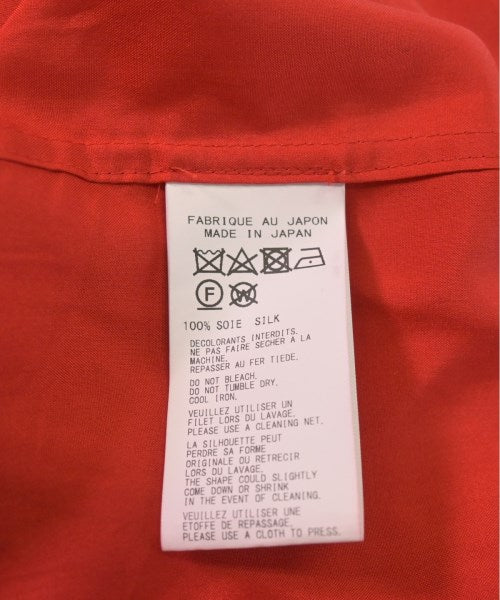 FABRIQUE AU JAPON
MADE IN JAPAN
F W
100% SOIE SILK
DECOLORANTS INTERDITS.
NE PAS FAIRE SECHER A LA
MACHINE.
REPASSER AU FER TIEDE.
DO NOT BLEACH.
DO NOT TUMBLE DRY.
COOL IRON.
VEUILLEZ UTILISER UN
FILET LORS DU LAVAGE.
PLEASE USE A CLEANING NET.
LA SILHOUETTE PEUT
PERDRE SA FORME
ORIGINALE OU RETRECIR
LORS DU LAVAGE.
THE SHAPE COULD SLIGHTLY
COME DOWN OR SHRINK
IN THE EVENT OF CLEANING.
VEUILLEZ UTILISER UNE
ETOFFE DE REPASSAGE.
PLEASE USE A CLOTH TO PRESS.